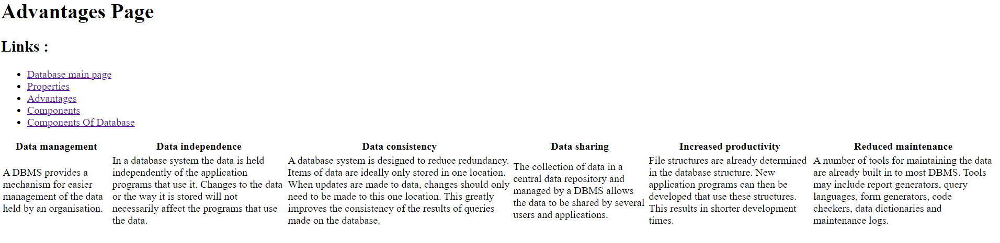 Advantages Page
Links :
Database main page
Properties
Advantages
Components
Components Of Database
Data management
A DBMS provides a
mechanism for easier
management of the data
held by an organisation.
Data independence
In a database system the data is held
independently of the application
programs that use it. Changes to the data
or the way it is stored will not
necessarily affect the programs that use
the data.
Data consistency
A database system is designed to reduce redundancy.
Items of data are ideally only stored in one location.
When updates are made to data, changes should only
need to be made to this one location. This greatly
improves the consistency of the results of queries
made on the database.
Data sharing
The collection of data in a
central data repository and
managed by a DBMS allows
the data to be shared by several
users and applications.
Increased productivity
File structures are already determined
in the database structure. New
application programs can then be
developed that use these structures.
This results in shorter development
times.
Reduced maintenance
A number of tools for maintaining the data
are already built in to most DBMS. Tools
may include report generators, query
languages, form generators, code
checkers, data dictionaries and
maintenance logs.